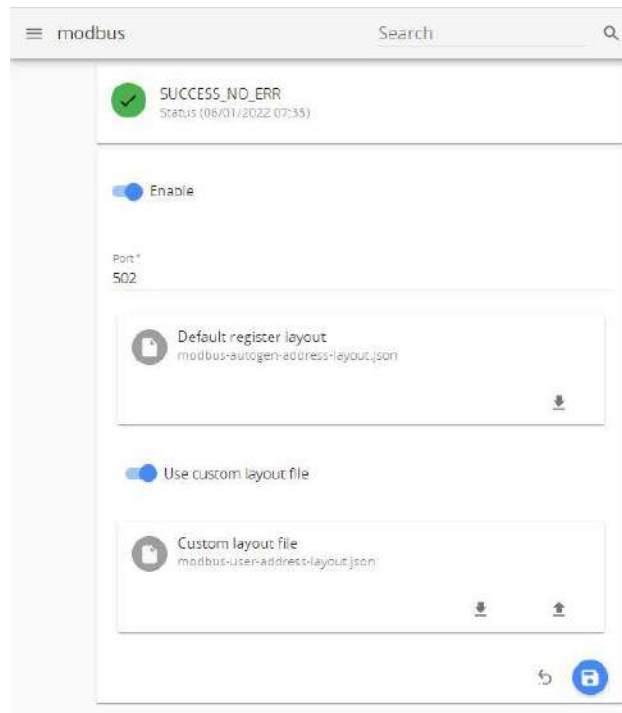 modbus
Search
SUCCESS_NO_ERR
Status (06/01/2022 07:35)
Enable
Port *
502
Default register layout
modbus-autogen-address-layout.json
Use custom layout file
Custom layout file
modbus-user-address-layout.json